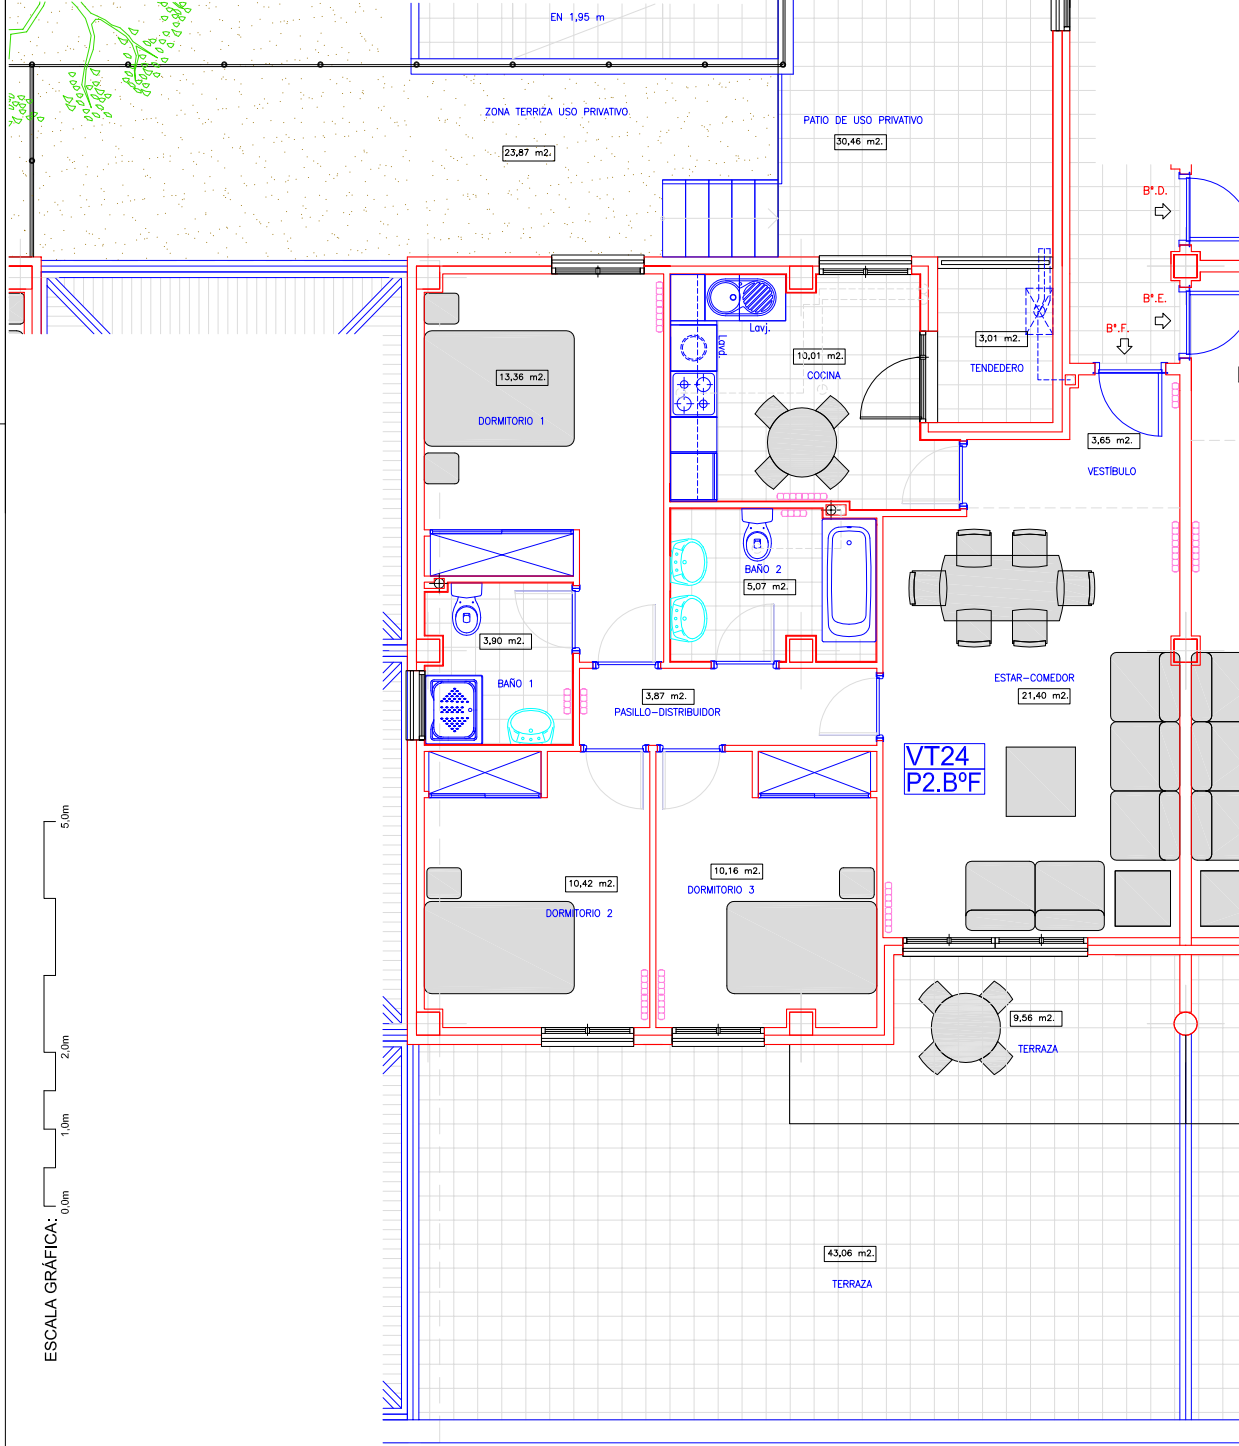 EN 1,95 m
ZONA TERRIZA USO PRIVATIVO
23,87 m2.
PATIO DE USO PRIVATIVO
30,46 m2.
Bº.D.
Bº.E.
Bº.F.
Lavj.
Lavd.
10,01 m2.
COCINA
3,01 m2.
TENDEDERO
13,36 m2.
DORMITORIO 1
3,65 m2.
VESTÍBULO
BAÑO 2
5,07 m2.
3,90 m2.
BAÑO 1
3,87 m2.
PASILLO-DISTRIBUIDOR
ESTAR-COMEDOR
21,40 m2.
VT24
P2.BºF
10,42 m2.
DORMITORIO 2
10,16 m2.
DORMITORIO 3
9,56 m2.
TERRAZA
43,06 m2.
TERRAZA
ESCALA GRÁFICA:
0,0m
1,0m
2,0m
5,0m